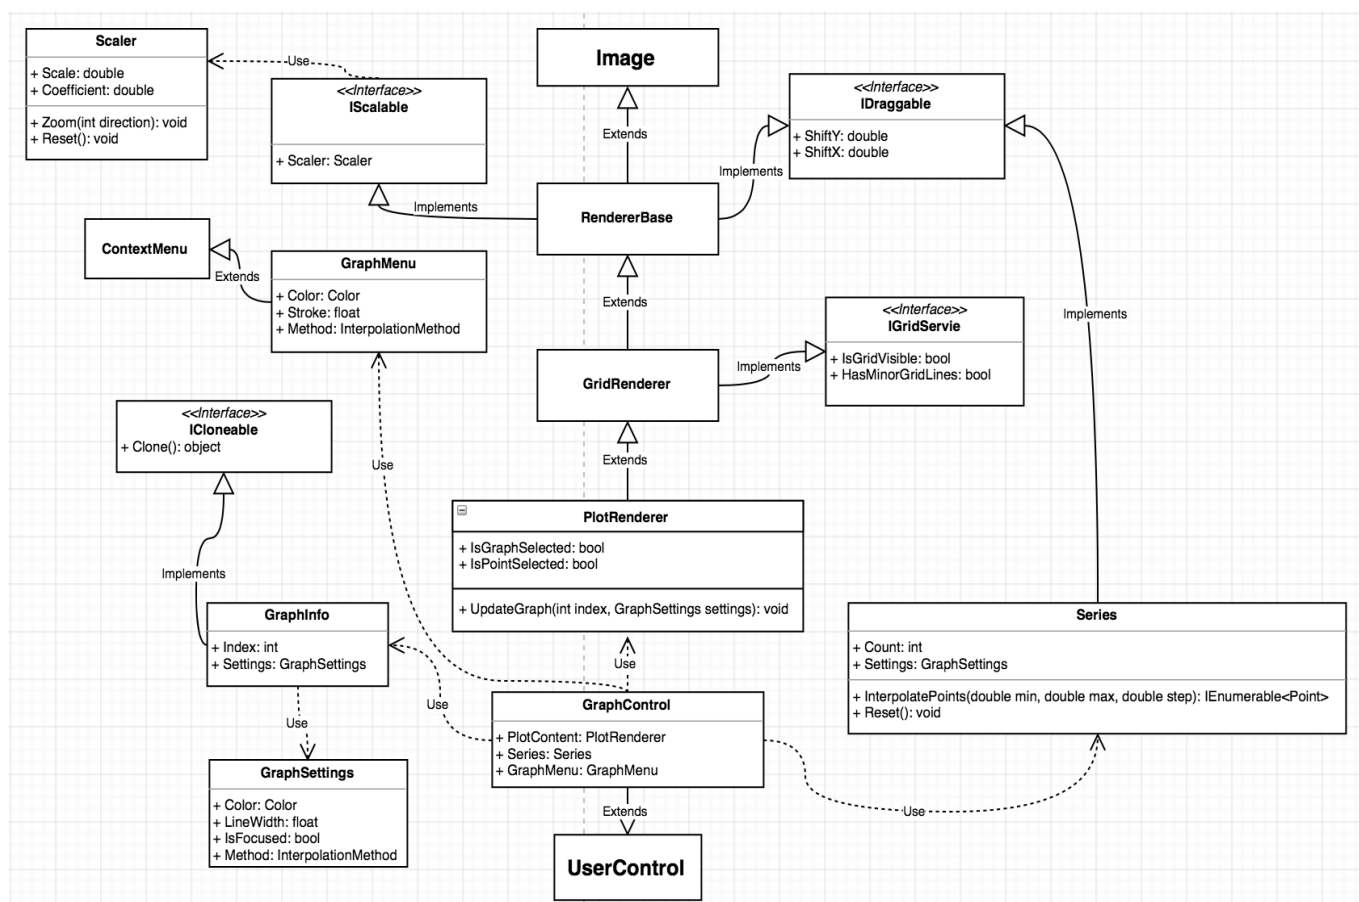 Scaler
+ Scale: double
+ Coefficient: double
+ Zoom(int direction): void
+ Reset(): void
Use
<<Interface>>
IScalable
+ Scaler: Scaler
Image
Extends
<<Interface>>
IDraggable
+ ShiftY: double
+ ShiftX: double
Implements
Implements
RendererBase
ContextMenu
Extends
GraphMenu
+ Color: Color
+ Stroke: float
+ Method: InterpolationMethod
Extends
<<Interface>>
IGridServie
+ IsGridVisible: bool
+ HasMinorGridLines: bool
Implements
Implements
GridRenderer
<<Interface>>
ICloneable
+ Clone(): object
Use
Extends
PlotRenderer
+ IsGraphSelected: bool
+ IsPointSelected: bool
+ UpdateGraph(int index, GraphSettings settings): void
Implements
GraphInfo
+ Index: int
+ Settings: GraphSettings
Use
Series
+ Count: int
+ Settings: GraphSettings
+ InterpolatePoints(double min, double max, double step): IEnumerable<Point>
+ Reset(): void
Use
Use
GraphControl
+ PlotContent: PlotRenderer
+ Series: Series
+ GraphMenu: GraphMenu
GraphSettings
+ Color: Color
+ LineWidth: float
+ IsFocused: bool
+ Method: InterpolationMethod
Extends
Use
UserControl